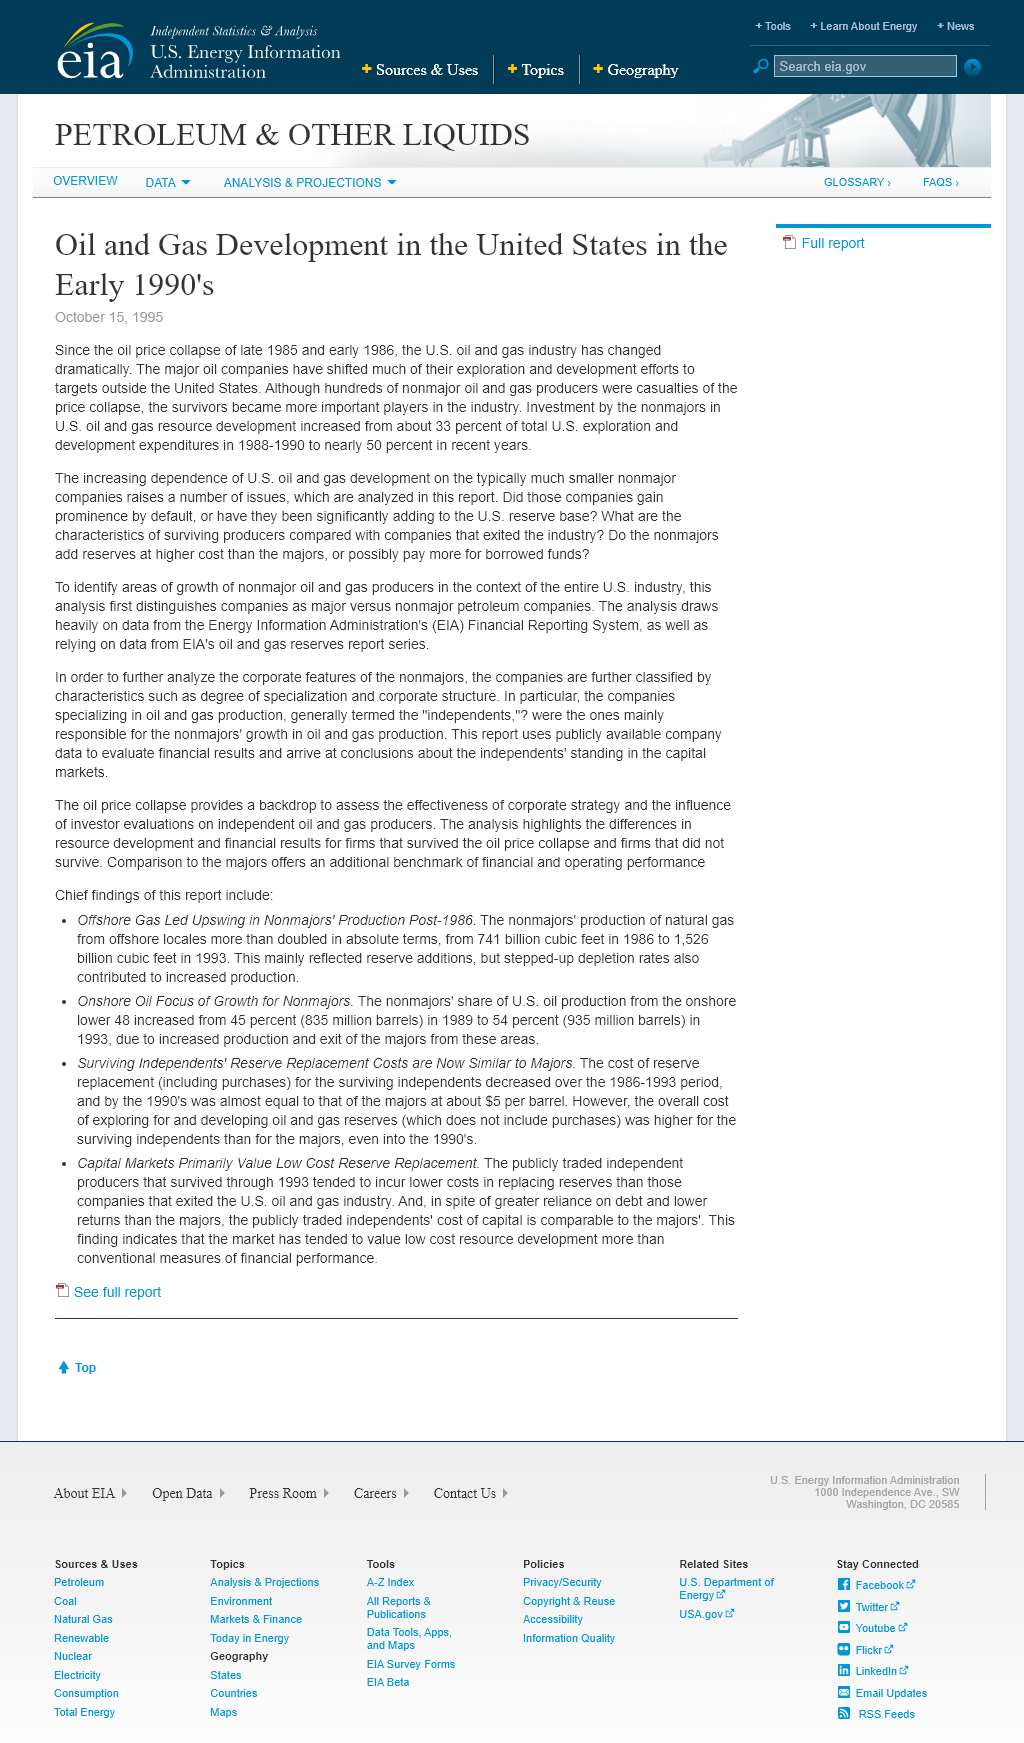 Independent Statistics & Analysis
U.S. Energy Information
Administration
eia
+ Sources & Uses
+ Topics
+ Geography
+ Tools
+ Learn About Energy
+ News
Search eia.gov
PETROLEUM & OTHER LIQUIDS
OVERVIEW
DATA
ANALYSIS & PROJECTIONS
GLOSSARY ›
FAQS ›
Oil and Gas Development in the United States in the
Early 1990's
October 15, 1995
Full report
Since the oil price collapse of late 1985 and early 1986, the U.S. oil and gas industry has changed
dramatically. The major oil companies have shifted much of their exploration and development efforts to
targets outside the United States. Although hundreds of nonmajor oil and gas producers were casualties of the
price collapse, the survivors became more important players in the industry. Investment by the nonmajors in
U.S. oil and gas resource development increased from about 33 percent of total U.S. exploration and
development expenditures in 1988-1990 to nearly 50 percent in recent years.
The increasing dependence of U.S. oil and gas development on the typically much smaller nonmajor
companies raises a number of issues, which are analyzed in this report. Did those companies gain
prominence by default, or have they been significantly adding to the U.S. reserve base? What are the
characteristics of surviving producers compared with companies that exited the industry? Do the nonmajors
add reserves at higher cost than the majors, or possibly pay more for borrowed funds?
To identify areas of growth of nonmajor oil and gas producers in the context of the entire U.S. industry, this
analysis first distinguishes companies as major versus nonmajor petroleum companies. The analysis draws
heavily on data from the Energy Information Administration's (EIA) Financial Reporting System, as well as
relying on data from EIA's oil and gas reserves report series.
In order to further analyze the corporate features of the nonmajors, the companies are further classified by
characteristics such as degree of specialization and corporate structure. In particular, the companies
specializing in oil and gas production, generally termed the "independents,"? were the ones mainly
responsible for the nonmajors' growth in oil and gas production. This report uses publicly available company
data to evaluate financial results and arrive at conclusions about the independents' standing in the capital
markets.
The oil price collapse provides a backdrop to assess the effectiveness of corporate strategy and the influence
of investor evaluations on independent oil and gas producers. The analysis highlights the differences in
resource development and financial results for firms that survived the oil price collapse and firms that did not
survive. Comparison to the majors offers an additional benchmark of financial and operating performance
Chief findings of this report include:
• Offshore Gas Led Upswing in Nonmajors' Production Post-1986. The nonmajors' production of natural gas
from offshore locales more than doubled in absolute terms, from 741 billion cubic feet in 1986 to 1,526
billion cubic feet in 1993. This mainly reflected reserve additions, but stepped-up depletion rates also
contributed to increased production.
• Onshore Oil Focus of Growth for Nonmajors. The nonmajors' share of U.S. oil production from the onshore
lower 48 increased from 45 percent (835 million barrels) in 1989 to 54 percent (935 million barrels) in
1993, due to increased production and exit of the majors from these areas.
• Surviving Independents' Reserve Replacement Costs are Now Similar to Majors. The cost of reserve
replacement (including purchases) for the surviving independents decreased over the 1986-1993 period,
and by the 1990's was almost equal to that of the majors at about $5 per barrel. However, the overall cost
of exploring for and developing oil and gas reserves (which does not include purchases) was higher for the
surviving independents than for the majors, even into the 1990's.
• Capital Markets Primarily Value Low Cost Reserve Replacement. The publicly traded independent
producers that survived through 1993 tended to incur lower costs in replacing reserves than those
companies that exited the U.S. oil and gas industry. And, in spite of greater reliance on debt and lower
returns than the majors, the publicly traded independents' cost of capital is comparable to the majors'. This
finding indicates that the market has tended to value low cost resource development more than
conventional measures of financial performance.
See full report
Top
About EIA
Open Data
Press Room
Careers
Contact Us
U.S. Energy Information Administration
1000 Independence Ave., SW
Washington, DC 20585
Sources & Uses
Petroleum
Coal
Natural Gas
Renewable
Nuclear
Electricity
Consumption
Total Energy
Topics
Analysis & Projections
Environment
Markets & Finance
Today in Energy
Geography
States
Countries
Maps
Tools
A-Z Index
All Reports &
Publications
Data Tools, Apps,
and Maps
EIA Survey Forms
EIA Beta
Policies
Privacy/Security
Copyright & Reuse
Accessibility
Information Quality
Related Sites
U.S. Department of
Energy
USA.gov
Stay Connected
Facebook
Twitter
Youtube
Flickr
LinkedIn
Email Updates
RSS Feeds